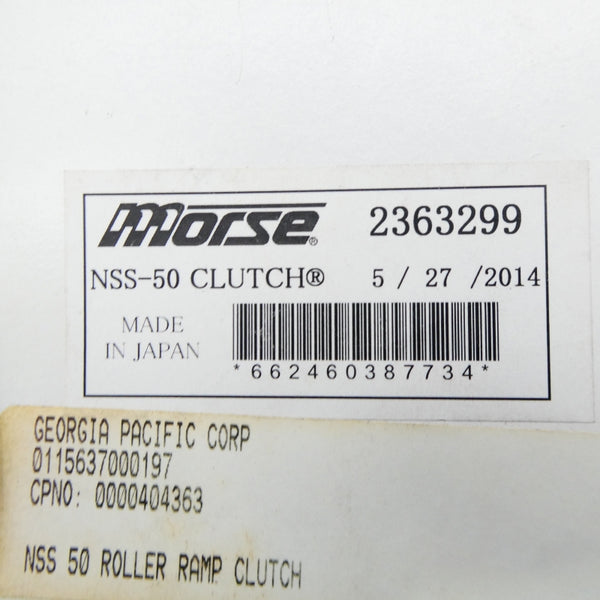 morse® 2363299
NSS-50 CLUTCH® 5 / 27 /2014
MADE
IN JAPAN
*662460387734*
GEORGIA PACIFIC CORP
0115637000197
CPNO: 0000404363
NSS 50 ROLLER RAMP CLUTCH